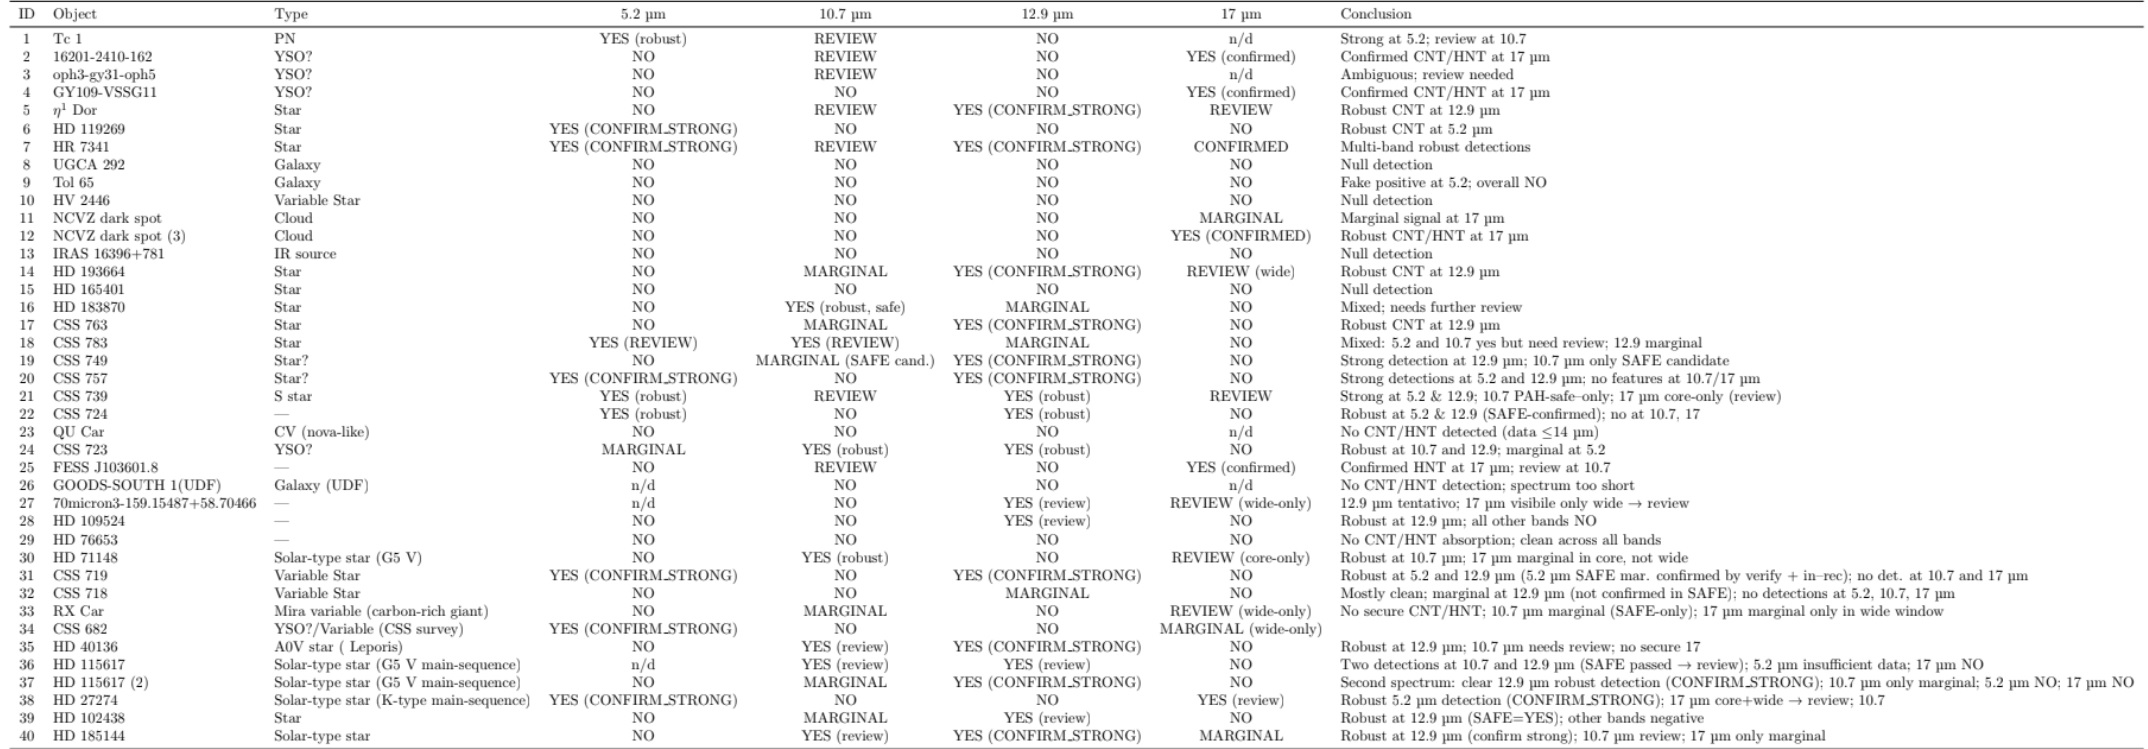 ID Object Type 5.2 µm 10.7 µm 12.9 µm 17 µm Conclusion
1 Tc 1 PN YES (robust) REVIEW NO n/d Strong at 5.2; review at 10.7
2 16201-2410-162 YSO? NO REVIEW NO YES (confirmed) Confirmed CNT/HNT at 17 µm
3 oph3-gy31-oph5 YSO? NO REVIEW NO n/d Ambiguous; review needed
4 GY109-VSSG11 YSO? NO NO NO YES (confirmed) Confirmed CNT/HNT at 17 µm
5 η¹ Dor Star NO REVIEW YES (CONFIRM_STRONG) REVIEW Robust CNT at 12.9 µm
6 HD 119269 Star YES (CONFIRM_STRONG) NO NO NO Robust CNT at 5.2 µm
7 HR 7341 Star YES (CONFIRM_STRONG) REVIEW YES (CONFIRM_STRONG) CONFIRMED Multi-band robust detections
8 UGCA 292 Galaxy NO NO NO NO Null detection
9 Tol 65 Galaxy NO NO NO NO Fake positive at 5.2; overall NO
10 HV 2446 Variable Star NO NO NO NO Null detection
11 NCVZ dark spot Cloud NO NO NO MARGINAL Marginal signal at 17 µm
12 NCVZ dark spot (3) Cloud NO NO NO YES (CONFIRMED) Robust CNT/HNT at 17 µm
13 IRAS 16396+781 IR source NO NO NO NO Null detection
14 HD 193664 Star NO MARGINAL YES (CONFIRM_STRONG) REVIEW (wide) Robust CNT at 12.9 µm
15 HD 165401 Star NO NO NO NO Null detection
16 HD 183870 Star NO YES (robust, safe) MARGINAL NO Mixed; needs further review
17 CSS 763 Star NO MARGINAL YES (CONFIRM_STRONG) NO Robust CNT at 12.9 µm
18 CSS 783 Star YES (REVIEW) YES (REVIEW) MARGINAL NO Mixed: 5.2 and 10.7 yes but need review; 12.9 marginal
19 CSS 749 Star? NO MARGINAL (SAFE cand.) YES (CONFIRM_STRONG) NO Strong detection at 12.9 µm; 10.7 µm only SAFE candidate
20 CSS 757 Star? YES (CONFIRM_STRONG) NO YES (CONFIRM_STRONG) NO Strong detections at 5.2 and 12.9 µm; no features at 10.7/17 µm
21 CSS 739 S star YES (robust) REVIEW YES (robust) REVIEW Strong at 5.2 & 12.9; 10.7 PAH-safe–only; 17 µm core-only (review)
22 CSS 724 — YES (robust) NO YES (robust) NO Robust at 5.2 & 12.9 (SAFE-confirmed); no at 10.7, 17
23 QU Car CV (nova-like) NO NO NO n/d No CNT/HNT detected (data ≤14 µm)
24 CSS 723 YSO? MARGINAL YES (robust) YES (robust) NO Robust at 10.7 and 12.9; marginal at 5.2
25 FESS J103601.8 — NO REVIEW NO YES (confirmed) Confirmed HNT at 17 µm; review at 10.7
26 GOODS-SOUTH 1(UDF) Galaxy (UDF) n/d NO NO n/d No CNT/HNT detection; spectrum too short
27 70micron3-159.15487+58.70466 — n/d NO YES (review) REVIEW (wide-only) 12.9 µm tentativo; 17 µm visibile only wide → review
28 HD 109524 — NO NO YES (review) NO Robust at 12.9 µm; all other bands NO
29 HD 76653 — NO NO NO NO No CNT/HNT absorption; clean across all bands
30 HD 71148 Solar-type star (G5 V) NO YES (robust) NO REVIEW (core-only) Robust at 10.7 µm; 17 µm marginal in core, not wide
31 CSS 719 Variable Star YES (CONFIRM_STRONG) NO YES (CONFIRM_STRONG) NO Robust at 5.2 and 12.9 µm (5.2 µm SAFE mar. confirmed by verify + in–rec); no det. at 10.7 and 17 µm
32 CSS 718 Variable Star NO NO MARGINAL NO Mostly clean; marginal at 12.9 µm (not confirmed in SAFE); no detections at 5.2, 10.7, 17 µm
33 RX Car Mira variable (carbon-rich giant) NO MARGINAL NO REVIEW (wide-only) No secure CNT/HNT; 10.7 µm marginal (SAFE-only); 17 µm marginal only in wide window
34 CSS 682 YSO?/Variable (CSS survey) YES (CONFIRM_STRONG) NO NO MARGINAL (wide-only)
35 HD 40136 A0V star ( Leporis) NO YES (review) YES (CONFIRM_STRONG) NO Robust at 12.9 µm; 10.7 µm needs review; no secure 17
36 HD 115617 Solar-type star (G5 V main-sequence) n/d YES (review) YES (review) NO Two detections at 10.7 and 12.9 µm (SAFE passed → review); 5.2 µm insufficient data; 17 µm NO
37 HD 115617 (2) Solar-type star (G5 V main-sequence) NO MARGINAL YES (CONFIRM_STRONG) NO Second spectrum: clear 12.9 µm robust detection (CONFIRM_STRONG); 10.7 µm only marginal; 5.2 µm NO; 17 µm NO
38 HD 27274 Solar-type star (K-type main-sequence) YES (CONFIRM_STRONG) NO NO YES (review) Robust 5.2 µm detection (CONFIRM_STRONG); 17 µm core+wide → review; 10.7
39 HD 102438 Star NO MARGINAL YES (review) NO Robust at 12.9 µm (SAFE=YES); other bands negative
40 HD 185144 Solar-type star NO YES (review) YES (CONFIRM_STRONG) MARGINAL Robust at 12.9 µm (confirm strong); 10.7 µm review; 17 µm only marginal